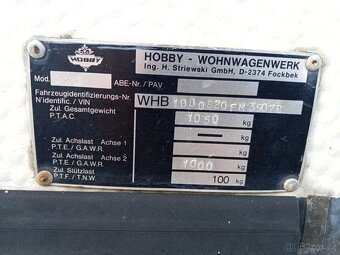 HOBBY
HOBBY - WOHNWAGENWERK
Ing. H. Striewski GmbH, D-2374 Fockbek
Mod. ABE-Nr./ PAV
Fahrzeugidentifizierungs-Nr.
N'identific. / VIN WHB
Zul. Gesamtgewicht 1050 kg
P.T.A.C.
Zul. Achslast Achse 1 — kg
P.T.E. / G.A.W.R.
Zul. Achslast Achse 2 1000 kg
P.T.E. / G.A.W.R.
Zul. Stützlast 100 kg
P.T.F. / T.N.W.